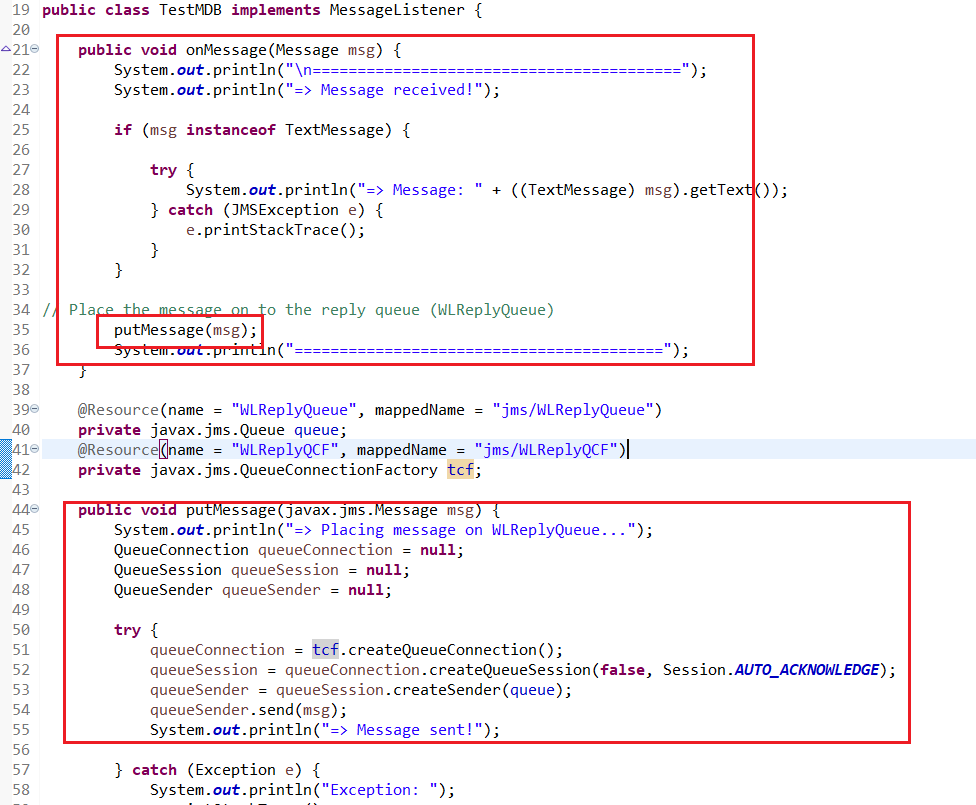 19 public class TestMDB implements MessageListener {
20
21 public void onMessage(Message msg) {
22 System.out.println("\n=========================================");
23 System.out.println("=> Message received!");
24
25 if (msg instanceof TextMessage) {
26
27 try {
28 System.out.println("=> Message: " + ((TextMessage) msg).getText());
29 } catch (JMSException e) {
30 e.printStackTrace();
31 }
32 }
33
34 // Place the message on to the reply queue (WLReplyQueue)
35 putMessage(msg);
36 System.out.println("=========================================");
37 }
38
39 @Resource(name = "WLReplyQueue", mappedName = "jms/WLReplyQueue")
40 private javax.jms.Queue queue;
41 @Resource(name = "WLReplyQCF", mappedName = "jms/WLReplyQCF")
42 private javax.jms.QueueConnectionFactory tcf;
43
44 public void putMessage(javax.jms.Message msg) {
45 System.out.println("=> Placing message on WLReplyQueue...");
46 QueueConnection queueConnection = null;
47 QueueSession queueSession = null;
48 QueueSender queueSender = null;
49
50 try {
51 queueConnection = tcf.createQueueConnection();
52 queueSession = queueConnection.createQueueSession(false, Session.AUTO_ACKNOWLEDGE);
53 queueSender = queueSession.createSender(queue);
54 queueSender.send(msg);
55 System.out.println("=> Message sent!");
56
57 } catch (Exception e) {
58 System.out.println("Exception: ");